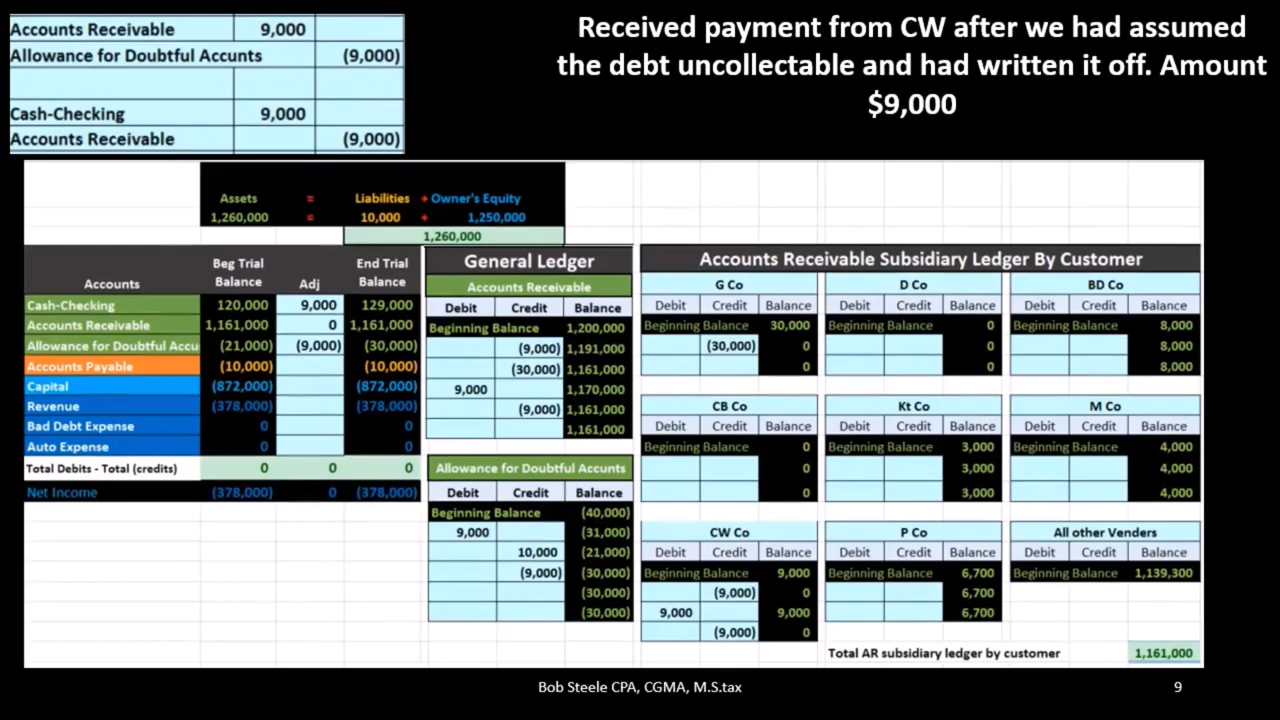 Received payment from CW after we had assumed
the debt uncollectable and had written it off. Amount
$9,000
Accounts Receivable 9,000
Allowance for Doubtful Accunts (9,000)
Cash-Checking 9,000
Accounts Receivable (9,000)
Assets = Liabilities + Owner's Equity
1,260,000 = 10,000 + 1,250,000
1,260,000
Accounts Beg Trial Balance Adj End Trial Balance
Cash-Checking 120,000 9,000 129,000
Accounts Receivable 1,161,000 0 1,161,000
Allowance for Doubtful Accu (21,000) (9,000) (30,000)
Accounts Payable (10,000) (10,000)
Capital (872,000) (872,000)
Revenue (378,000) (378,000)
Bad Debt Expense 0 0
Auto Expense 0 0
Total Debits - Total (credits) 0 0 0
Net Income (378,000) 0 (378,000)
General Ledger
Accounts Receivable
Debit Credit Balance
Beginning Balance 1,200,000
(9,000) 1,191,000
(30,000) 1,161,000
9,000 1,170,000
(9,000) 1,161,000
1,161,000
Allowance for Doubtful Accunts
Debit Credit Balance
Beginning Balance (40,000)
9,000 (31,000)
10,000 (21,000)
(9,000) (30,000)
(30,000)
(30,000)
Accounts Receivable Subsidiary Ledger By Customer
G Co
Debit Credit Balance
Beginning Balance 30,000
(30,000) 0
0
D Co
Debit Credit Balance
Beginning Balance 0
0
0
BD Co
Debit Credit Balance
Beginning Balance 8,000
8,000
8,000
CB Co
Debit Credit Balance
Beginning Balance 0
0
0
Kt Co
Debit Credit Balance
Beginning Balance 3,000
3,000
3,000
M Co
Debit Credit Balance
Beginning Balance 4,000
4,000
4,000
CW Co
Debit Credit Balance
Beginning Balance 9,000
(9,000) 0
9,000 9,000
(9,000) 0
P Co
Debit Credit Balance
Beginning Balance 6,700
6,700
6,700
All other Venders
Debit Credit Balance
Beginning Balance 1,139,300
Total AR subsidiary ledger by customer 1,161,000
Bob Steele CPA, CGMA, M.S.tax
9